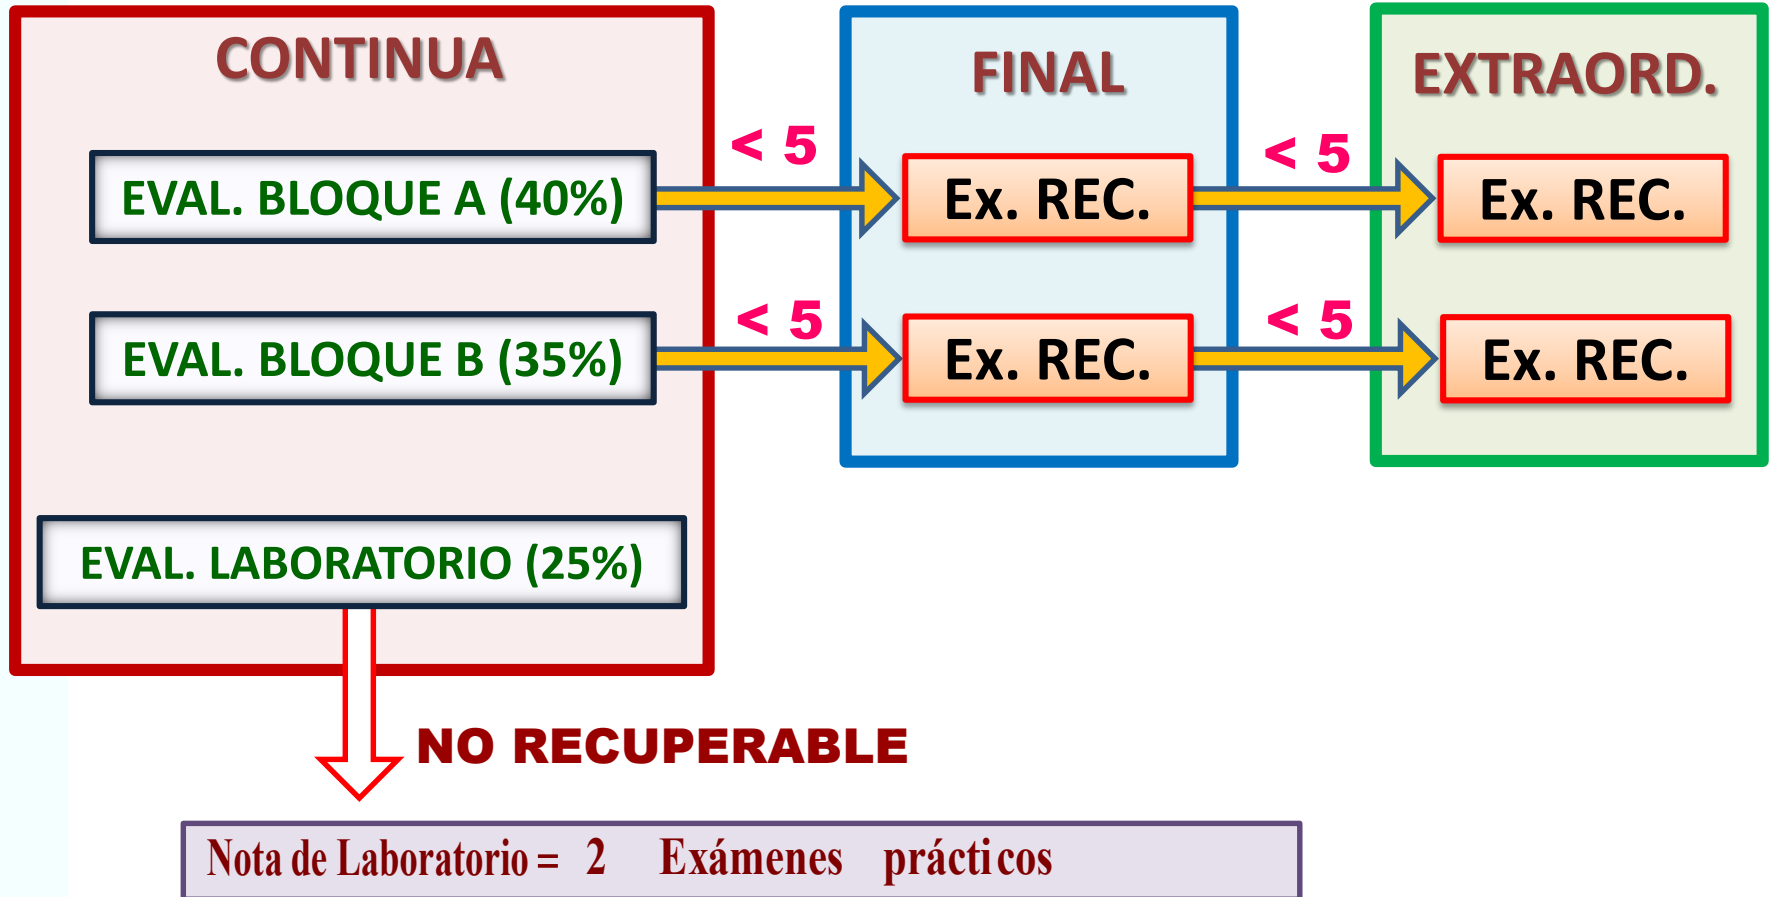 CONTINUA
EVAL. BLOQUE A (40%)
EVAL. BLOQUE B (35%)
EVAL. LABORATORIO (25%)
< 5
< 5
FINAL
Ex. REC.
Ex. REC.
< 5
< 5
EXTRAORD.
Ex. REC.
Ex. REC.
NO RECUPERABLE
Nota de Laboratorio = 2 Exámenes prácticos